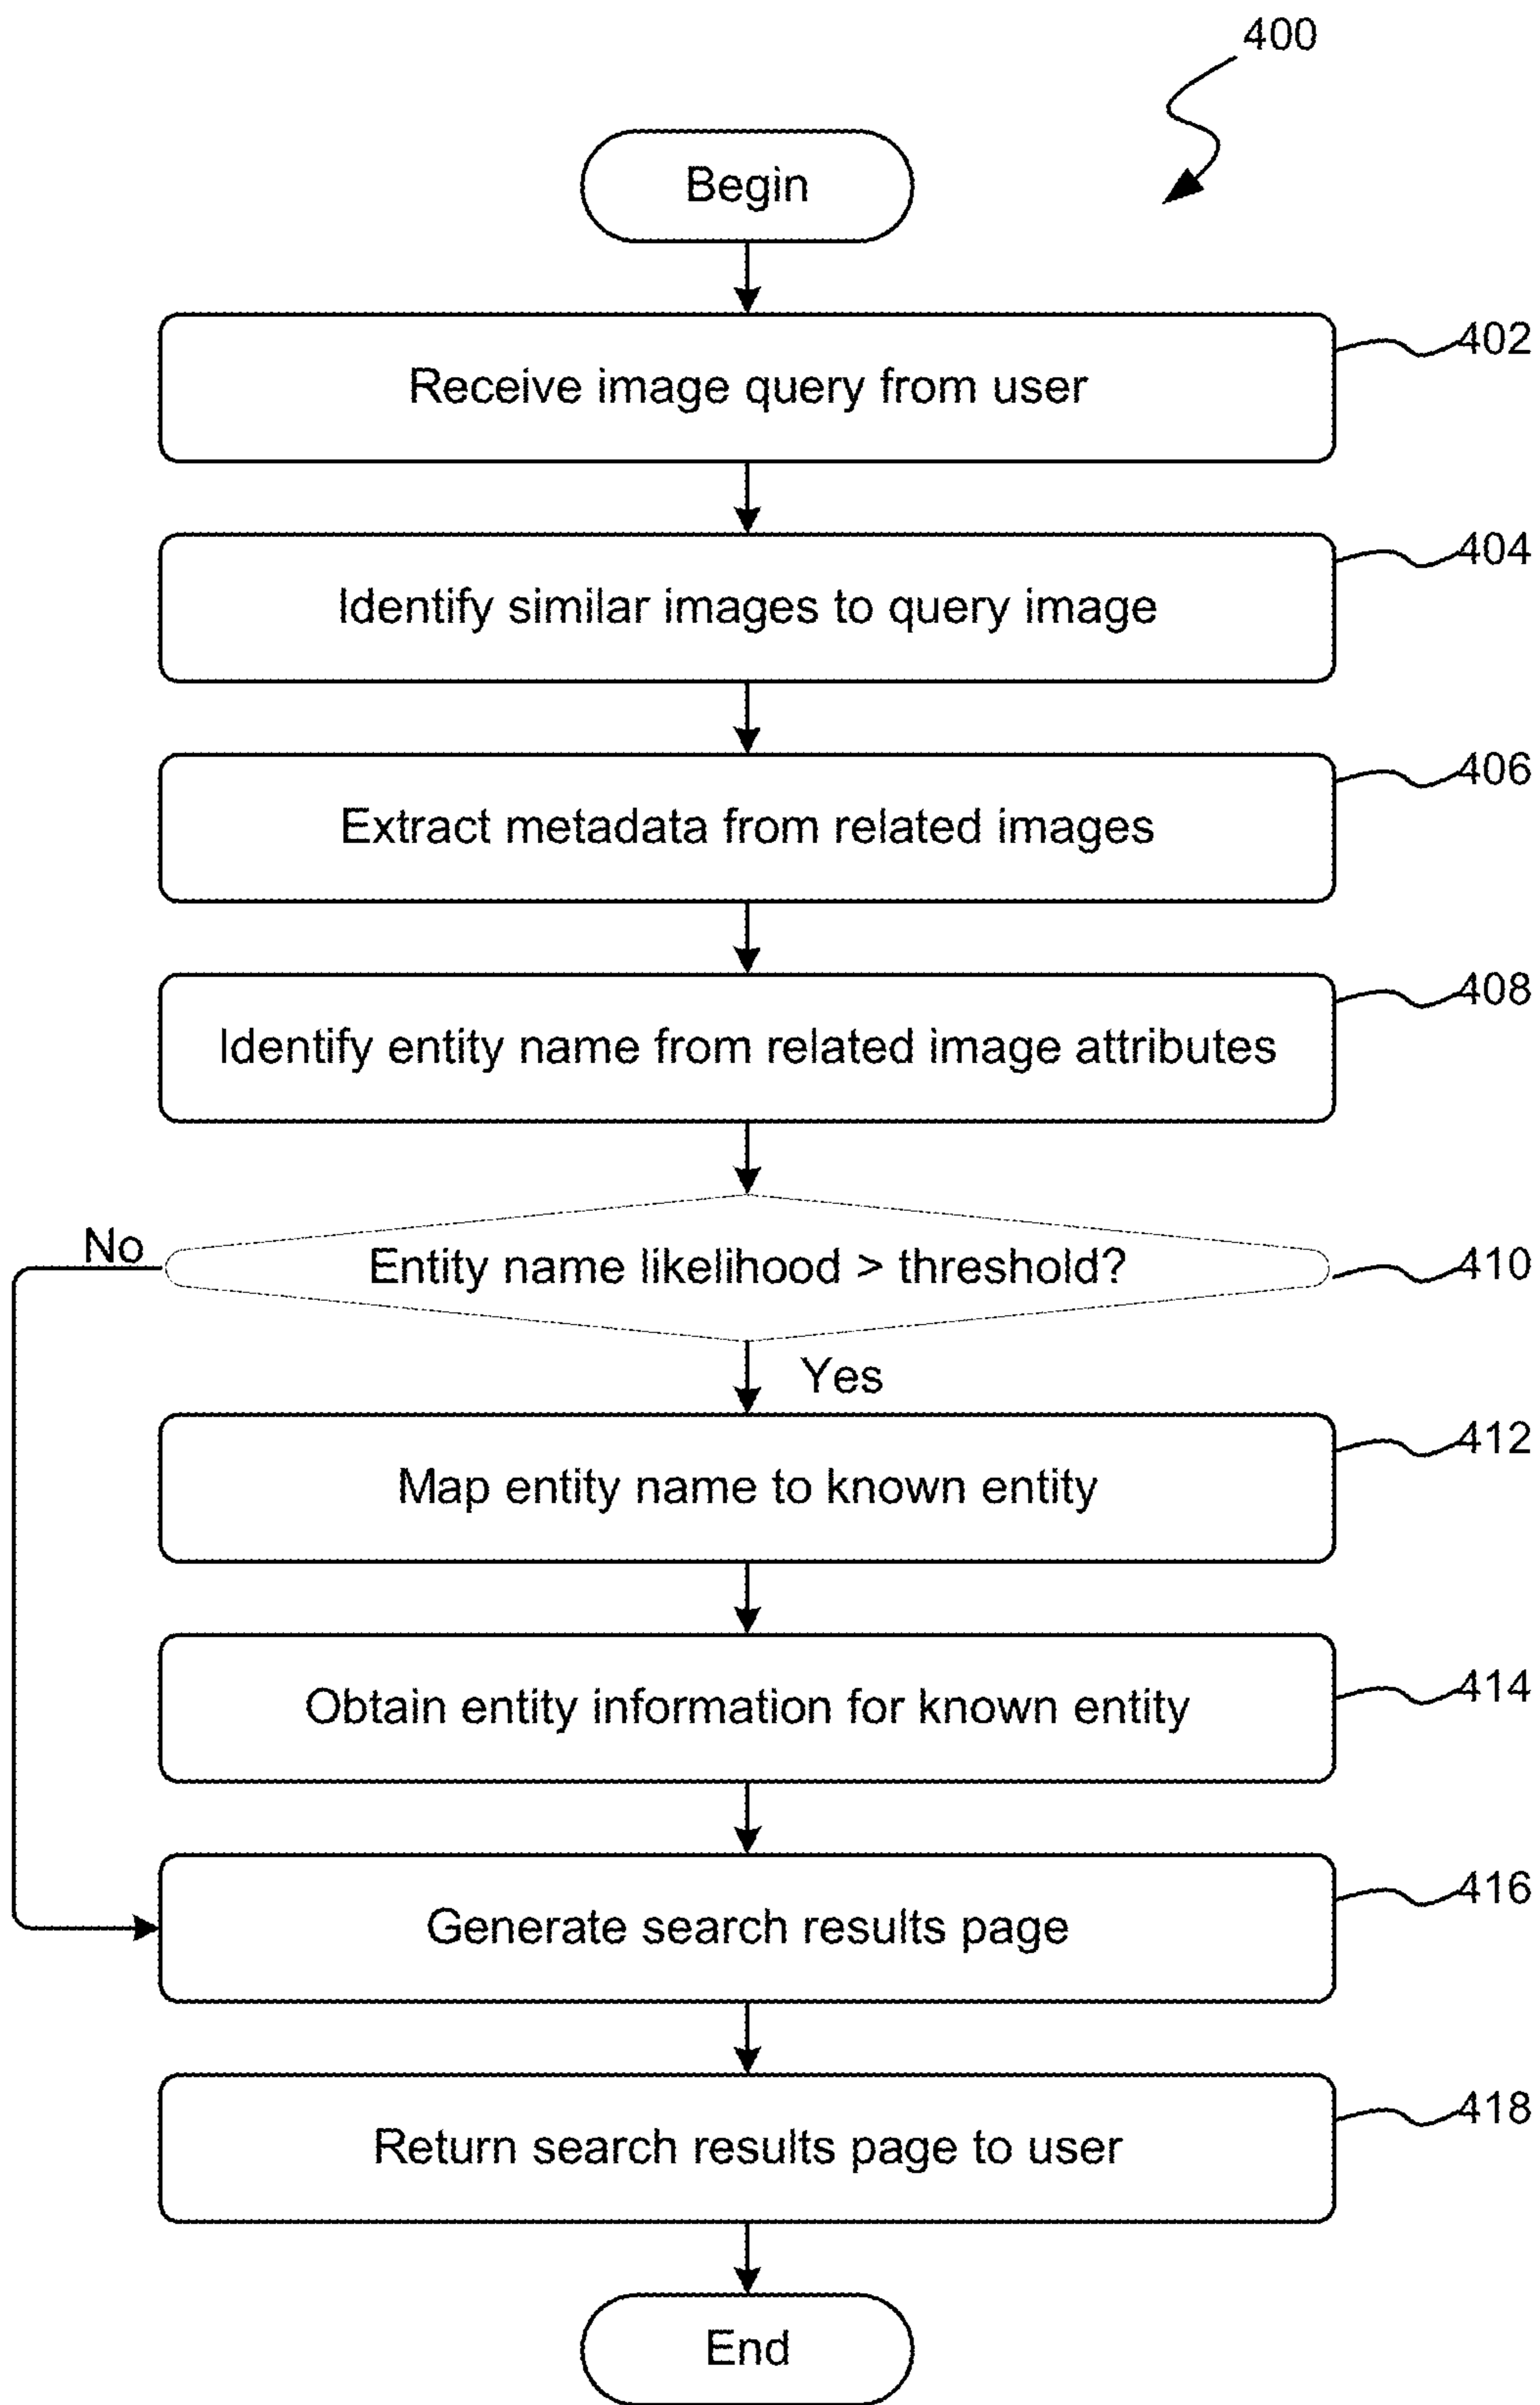 400
Begin
Receive image query from user
402
Identify similar images to query image
404
Extract metadata from related images
406
Identify entity name from related image attributes
408
No
Entity name likelihood > threshold?
410
Yes
Map entity name to known entity
412
Obtain entity information for known entity
414
Generate search results page
416
Return search results page to user
418
End